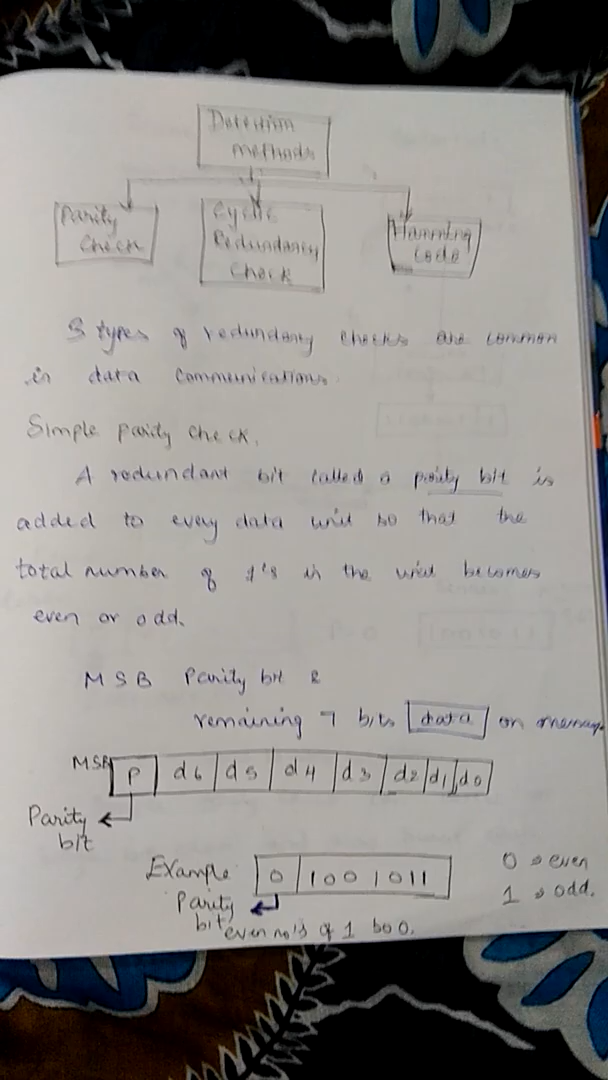 Detection
methods
Parity
Check
Cyclic
Redundancy
Check
Hamming
Code
3 types of redundancy checks are common
in data communications.
Simple parity check.
A redundant bit called a parity bit is
added to every data unit so that the
total number of 1's in the unit becomes
even or odd.
MSB Parity bit &
remaining 7 bits data on
MSB P d6 d5 d4 d3 d2 d1 d0
Parity
bit
Example 0 1001011
0 ⇒ even
1 ⇒ odd.
Parity
bit
even no's of 1 so 0.